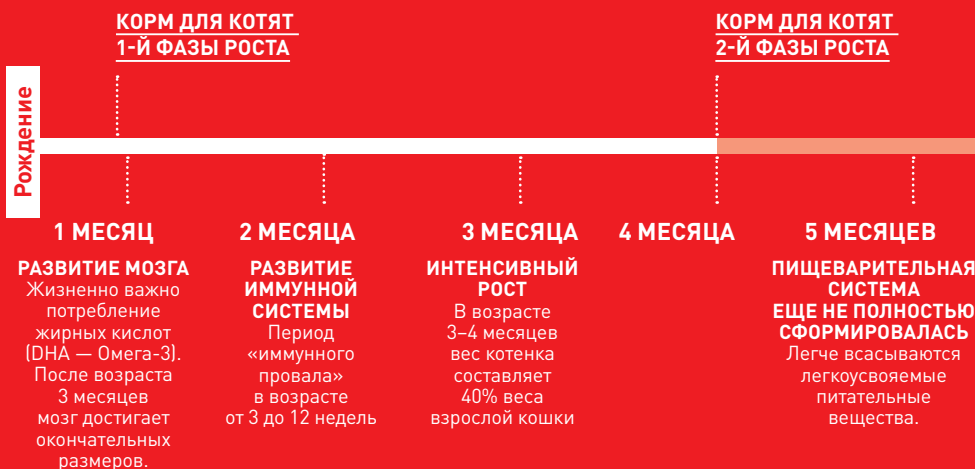 КОРМ ДЛЯ КОТЯТ
1-Й ФАЗЫ РОСТА
КОРМ ДЛЯ КОТЯТ
2-Й ФАЗЫ РОСТА
Рождение
1 МЕСЯЦ
РАЗВИТИЕ МОЗГА
Жизненно важно
потребление
жирных кислот
(DHA — Омега-3).
После возраста
3 месяцев
мозг достигает
окончательных
размеров.
2 МЕСЯЦА
РАЗВИТИЕ
ИММУННОЙ
СИСТЕМЫ
Период
«иммунного
провала»
в возрасте
от 3 до 12 недель
3 МЕСЯЦА
ИНТЕНСИВНЫЙ
РОСТ
В возрасте
3–4 месяцев
вес котенка
составляет
40% веса
взрослой кошки
4 МЕСЯЦА
5 МЕСЯЦЕВ
ПИЩЕВАРИТЕЛЬНАЯ
СИСТЕМА
ЕЩЕ НЕ ПОЛНОСТЬЮ
СФОРМИРОВАЛАСЬ
Легче всасываются
легкоусвояемые
питательные
вещества.